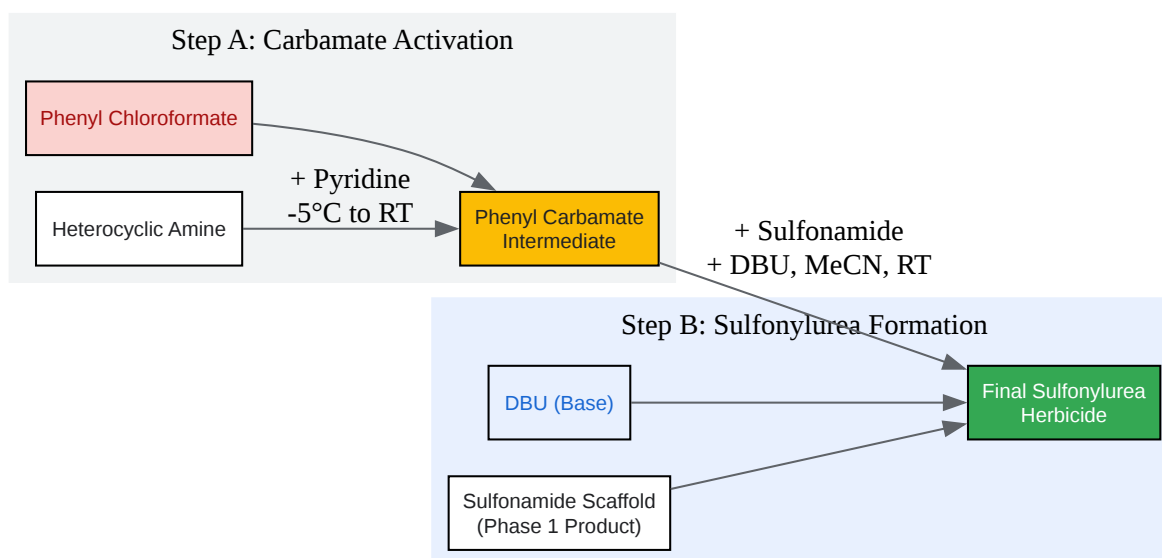 Step A: Carbamate Activation
Phenyl Chloroformate
+ Pyridine
-5°C to RT
Heterocyclic Amine
Phenyl Carbamate
Intermediate
+ Sulfonamide
+ DBU, MeCN, RT
Step B: Sulfonylurea Formation
DBU (Base)
Final Sulfonylurea
Herbicide
Sulfonamide Scaffold
(Phase 1 Product)